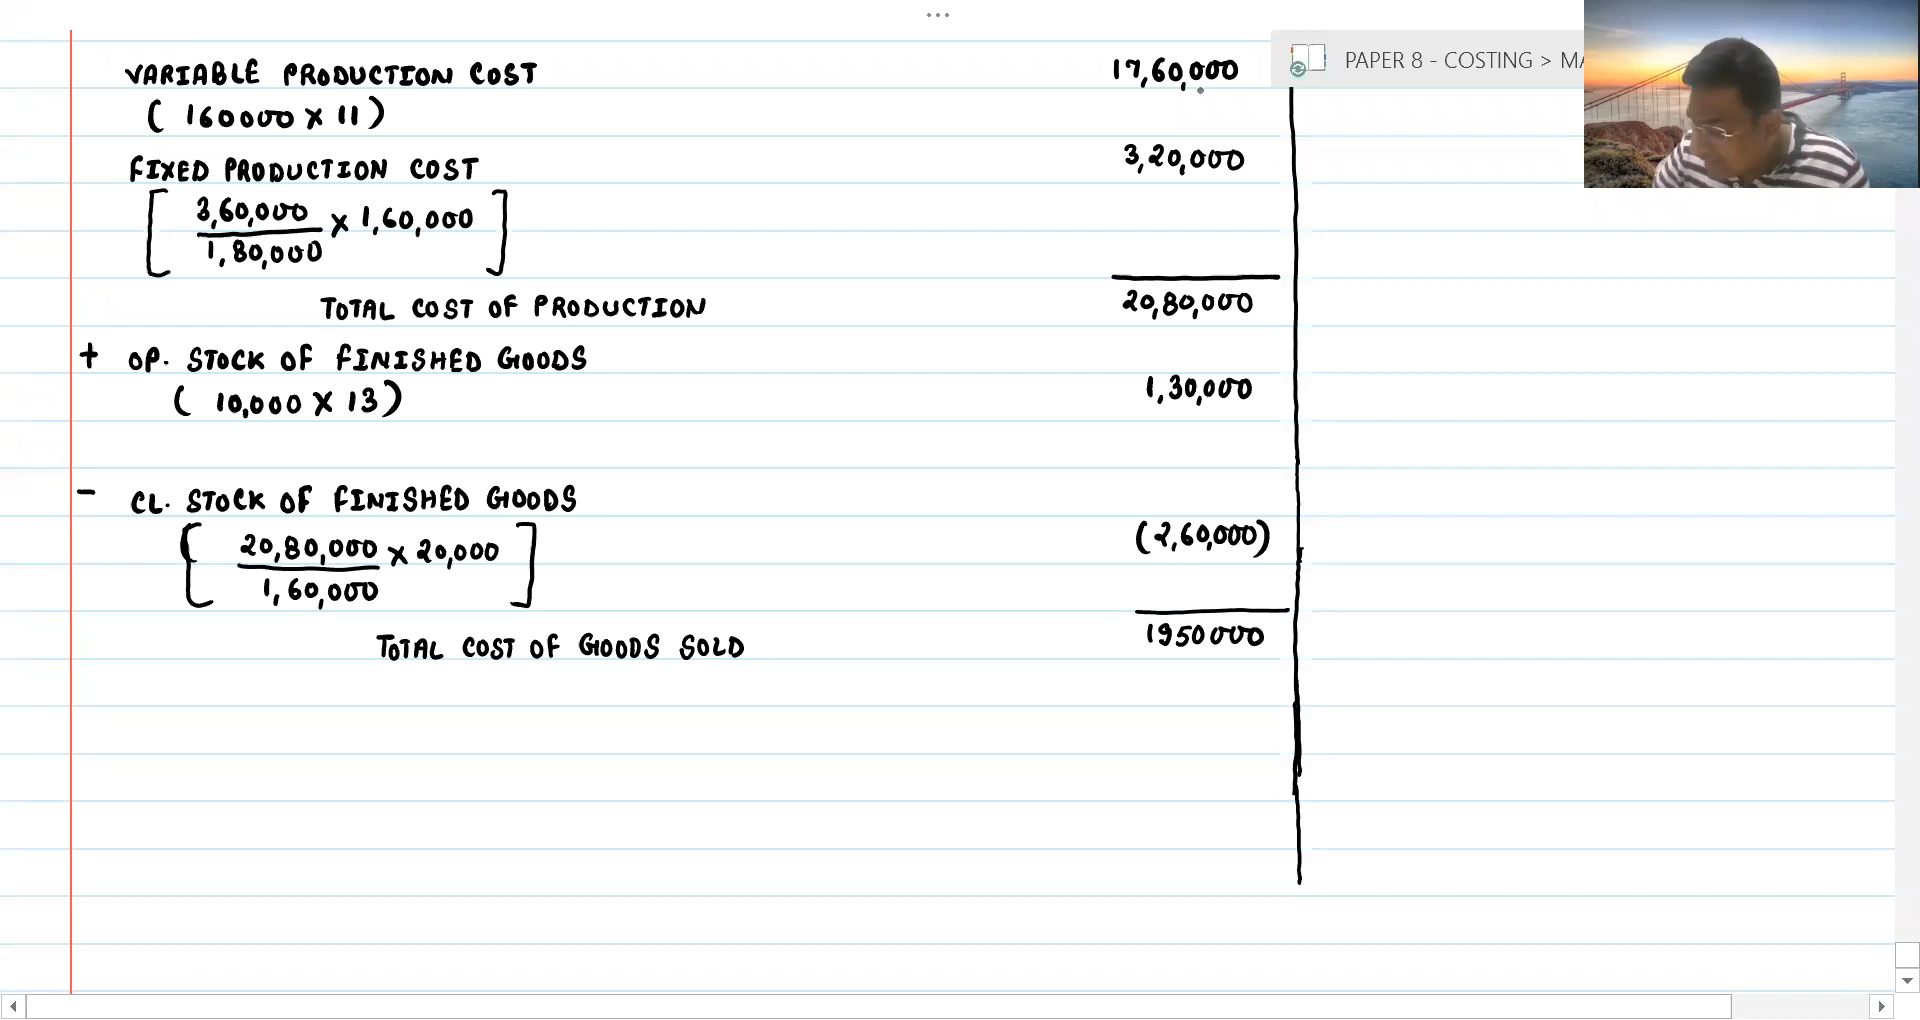 ...
PAPER 8 - COSTING > MA
VARIABLE PRODUCTION COST 17,60,000
( 160000 × 11 )
FIXED PRODUCTION COST 3,20,000
[ 3,60,000 / 1,80,000 × 1,60,000 ]
TOTAL COST OF PRODUCTION 20,80,000
+ OP. STOCK OF FINISHED GOODS
( 10,000 × 13 ) 1,30,000
- CL. STOCK OF FINISHED GOODS
[ 20,80,000 / 1,60,000 × 20,000 ] (2,60,000)
TOTAL COST OF GOODS SOLD 1950000